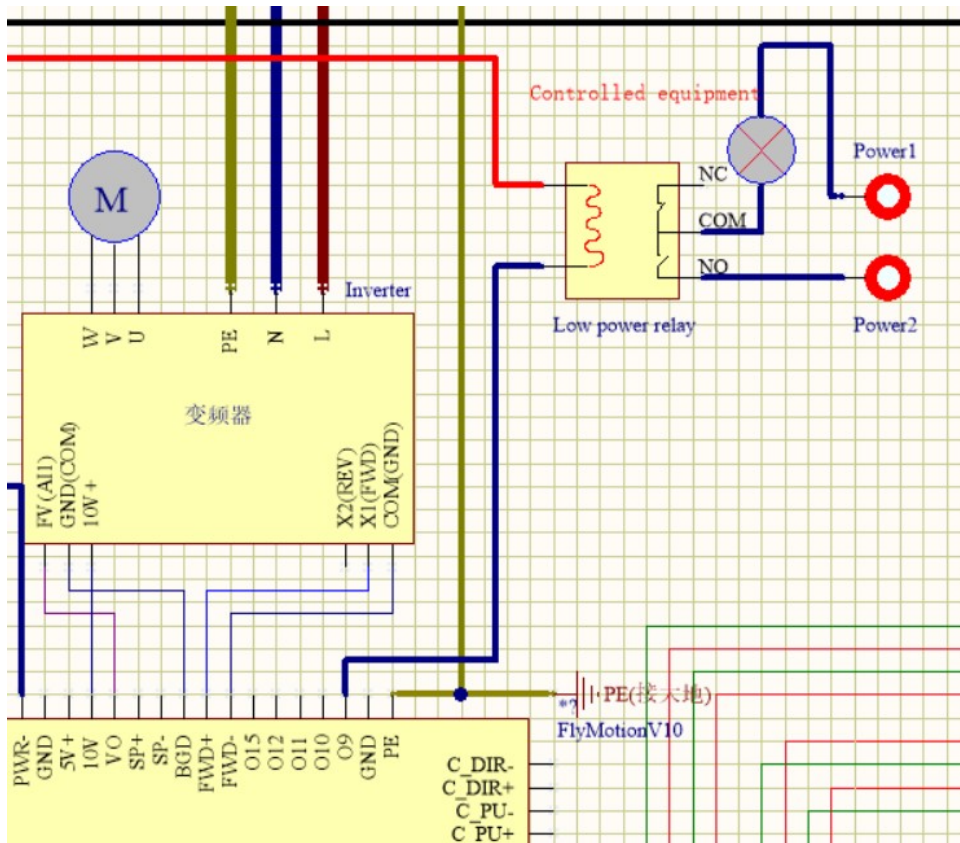 Controlled equipment
Power1
NC
COM
NO
Power2
Low power relay
M
Inverter
W
V
U
PE
N
L
变频器
FV(AI1)
GND(COM)
10V+
X2(REV)
X1(FWD)
COM(GND)
PE(接大地)
*?
FlyMotionV10
PWR-
GND
5V+
10V
VO
SP+
SP-
BGD
FWD+
FWD-
O15
O12
O11
O10
O9
GND
PE
C_DIR-
C_DIR+
C_PU-
C_PU+